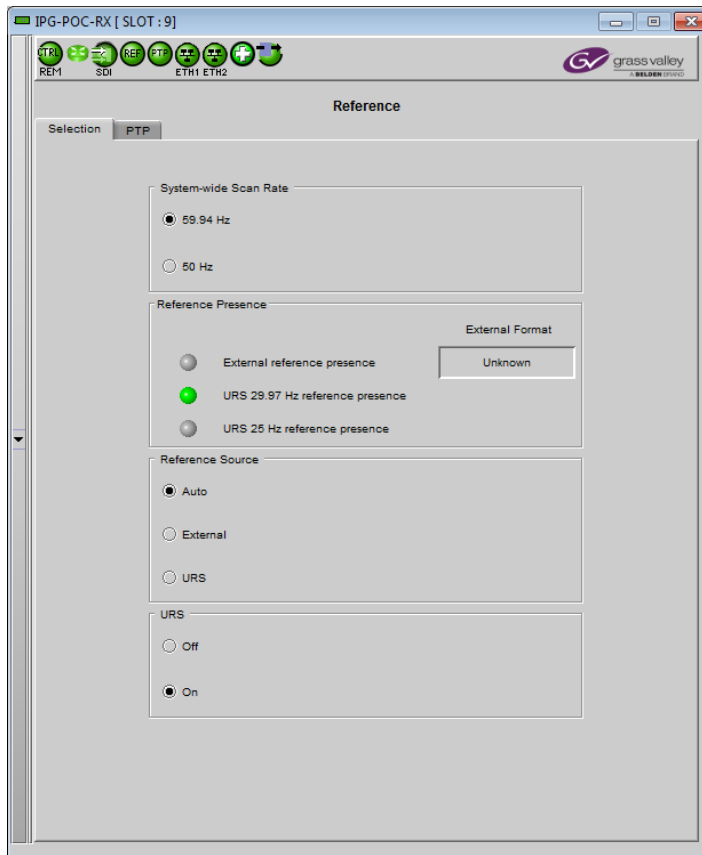 IPG-POC-RX [ SLOT : 9]
CTRL REF PTP
REM SDI ETH1 ETH2
GV grass valley
A BELDEN BRAND
Reference
Selection PTP
System-wide Scan Rate
59.94 Hz
50 Hz
Reference Presence
External Format
External reference presence Unknown
URS 29.97 Hz reference presence
URS 25 Hz reference presence
Reference Source
Auto
External
URS
URS
Off
On